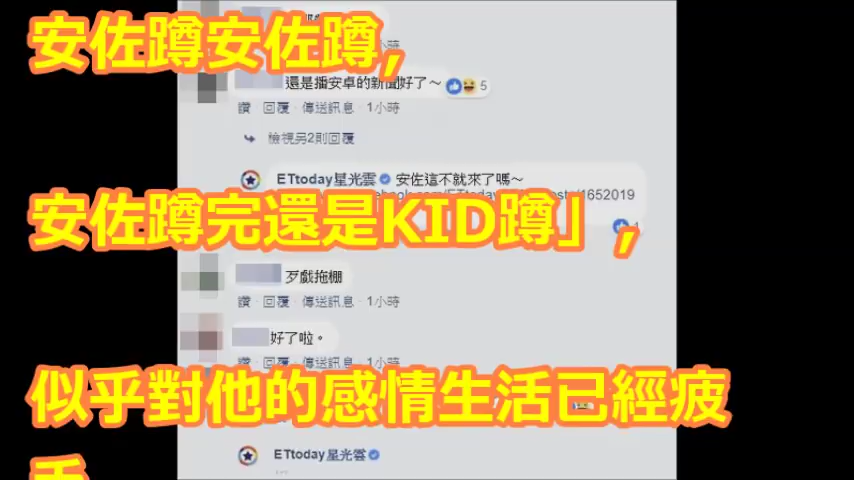 安佐蹲安佐蹲,
還是播安卓的新聞好了～ 5
讚 · 回覆 · 傳送訊息 · 1小時
檢視另2則回覆
ETtoday星光雲 安佐這不就來了嗎～
1652019
安佐蹲完還是KID蹲」,
歹戲拖棚
讚 · 回覆 · 傳送訊息 · 1小時
好了啦。
讚 · 回覆 · 傳送訊息 · 1小時
似乎對他的感情生活已經疲
ETtoday星光雲